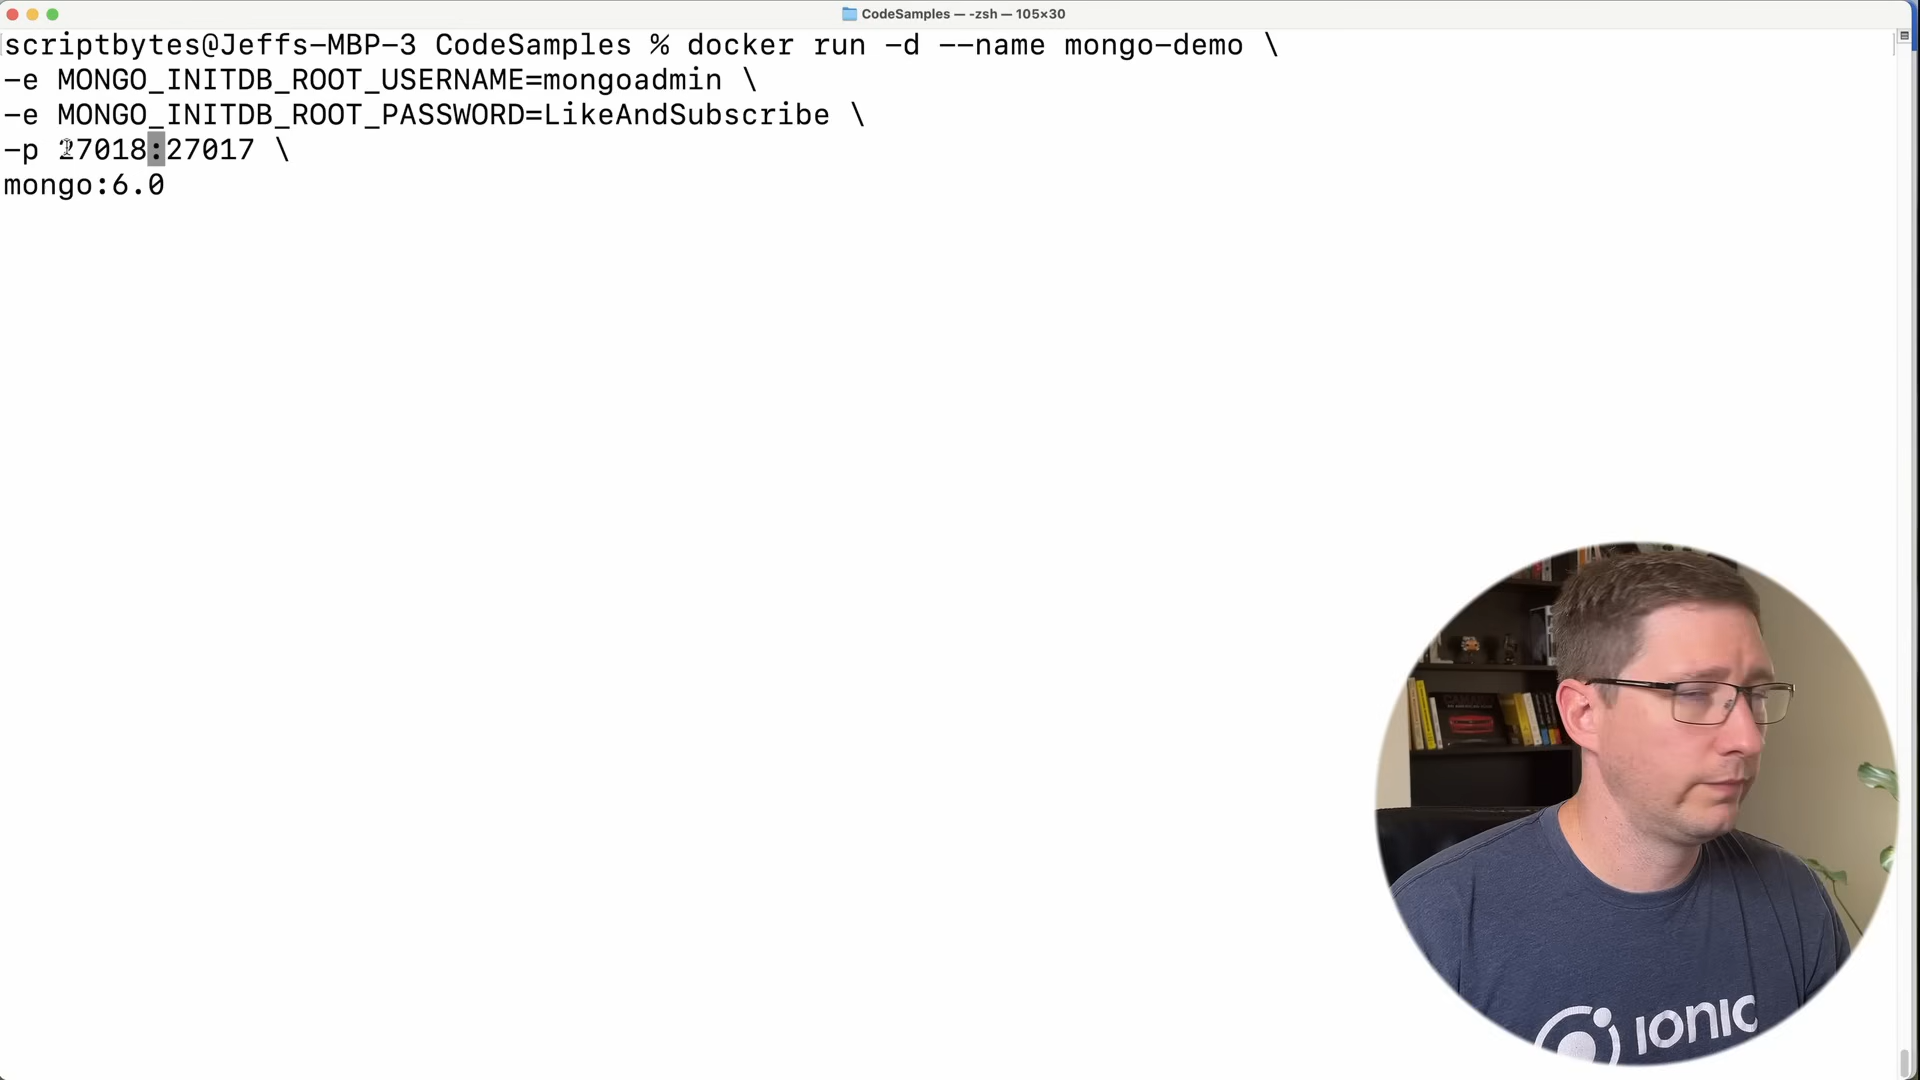 CodeSamples — -zsh — 105×30
scriptbytes@Jeffs-MBP-3 CodeSamples % docker run -d --name mongo-demo \
-e MONGO_INITDB_ROOT_USERNAME=mongoadmin \
-e MONGO_INITDB_ROOT_PASSWORD=LikeAndSubscribe \
-p 27018:27017 \
mongo:6.0
CAMARO
ionic